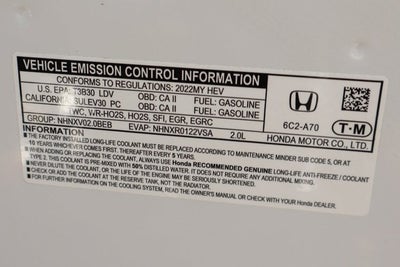 VEHICLE EMISSION CONTROL INFORMATION
CONFORMS TO REGULATIONS: 2022MY HEV
U.S. EPA: T3B30 LDV OBD: CA II FUEL: GASOLINE
CALIFORNIA: SULEV30 PC OBD: CA II FUEL: GASOLINE
TWC, WR-HO2S, HO2S, SFI, EGR, EGRC
GROUP: NHNXV02.0BEB EVAP: NHNXR0122VSA 2.0L
6C2-A70
T-M
HONDA MOTOR CO., LTD.
INFORMATION
• THE FACTORY INSTALLED LONG-LIFE COOLANT MUST BE REPLACED ACCORDING TO MAINTENANCE MINDER SUB CODE 5, OR AT
10 YEARS WHICHEVER COMES FIRST. THEREAFTER EVERY 5 YEARS.
• WHEN ADDING OR REPLACING THE COOLANT, ALWAYS USE Honda RECOMMENDED GENUINE LONG-LIFE ANTI-FREEZE / COOLANT
TYPE 2. THIS COOLANT IS PRE-MIXED WITH 50% DISTILLED WATER, AND DOES NOT NEED ANY ADDITIONAL MIXING.
• NEVER DILUTE THE COOLANT, OR THE LIFE OF THE ENGINE MAY BE SERIOUSLY SHORTENED.
• ADD COOLANT AT THE RESERVE TANK, NOT THE RADIATOR.
• FOR FURTHER INFORMATION ON THE COOLING SYSTEM, READ THE OWNER'S MANUAL OR ASK YOUR Honda DEALER.